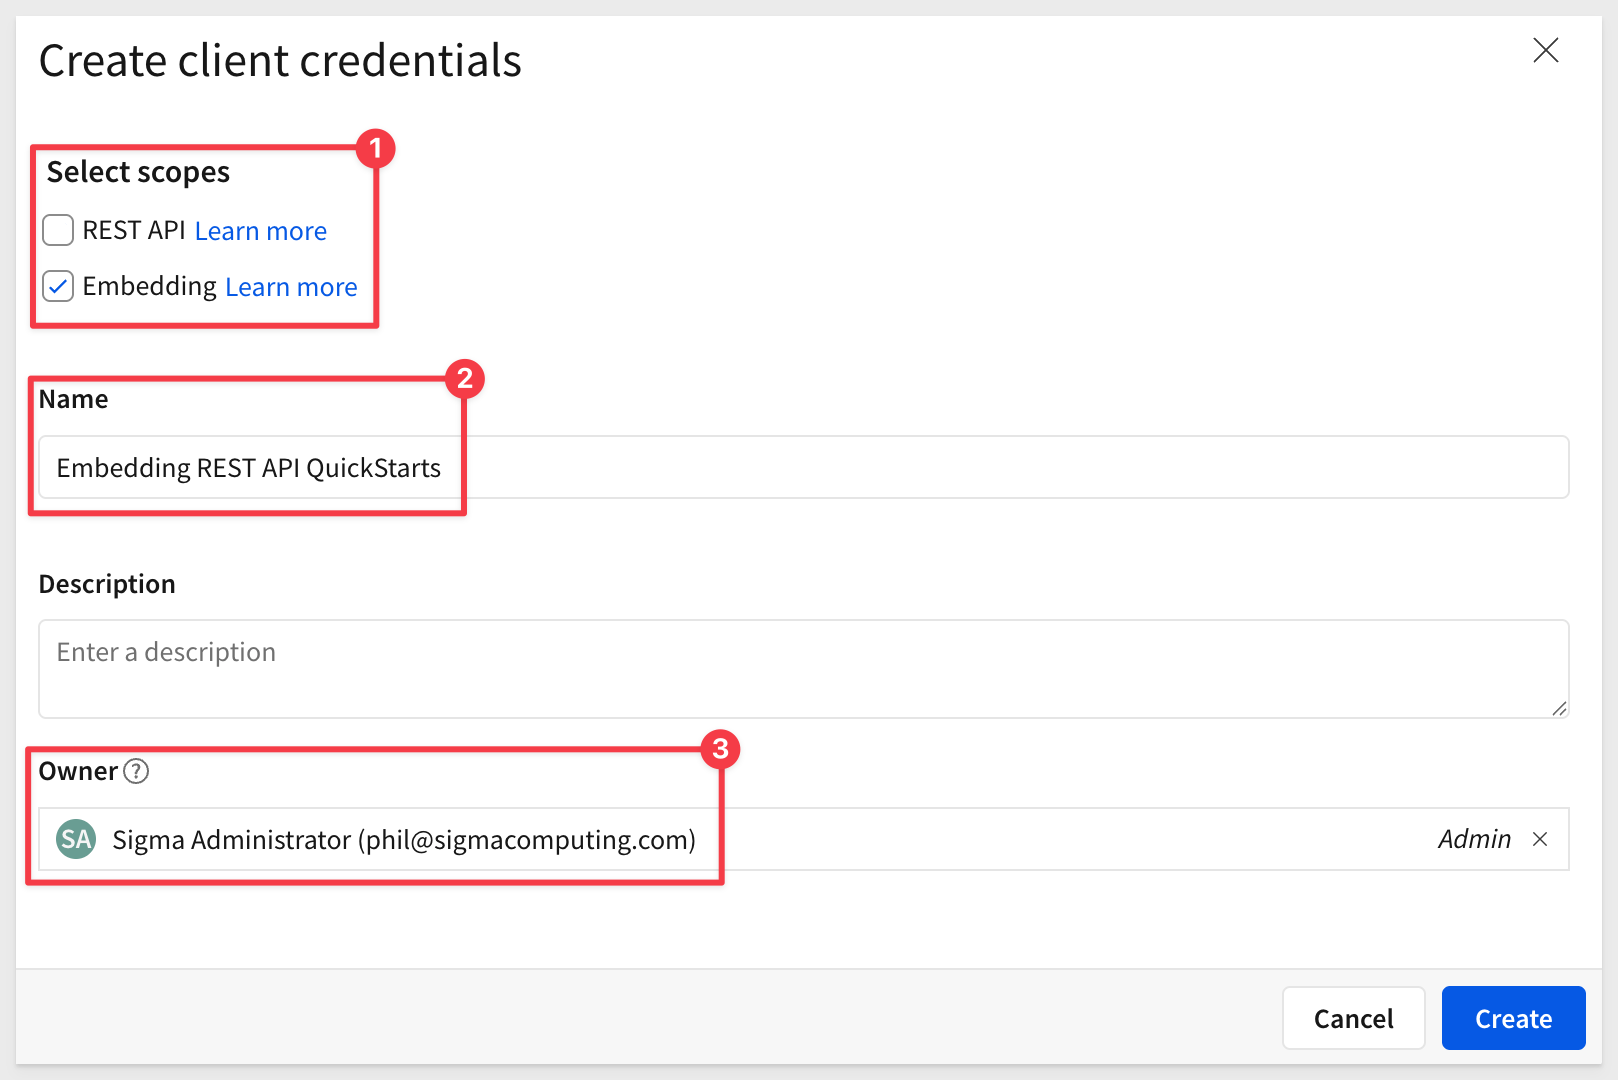 Create client credentials
1
Select scopes
REST API Learn more
Embedding Learn more
2
Name
Embedding REST API QuickStarts
Description
Enter a description
3
Owner ?
SA Sigma Administrator (phil@sigmacomputing.com) Admin
Cancel Create